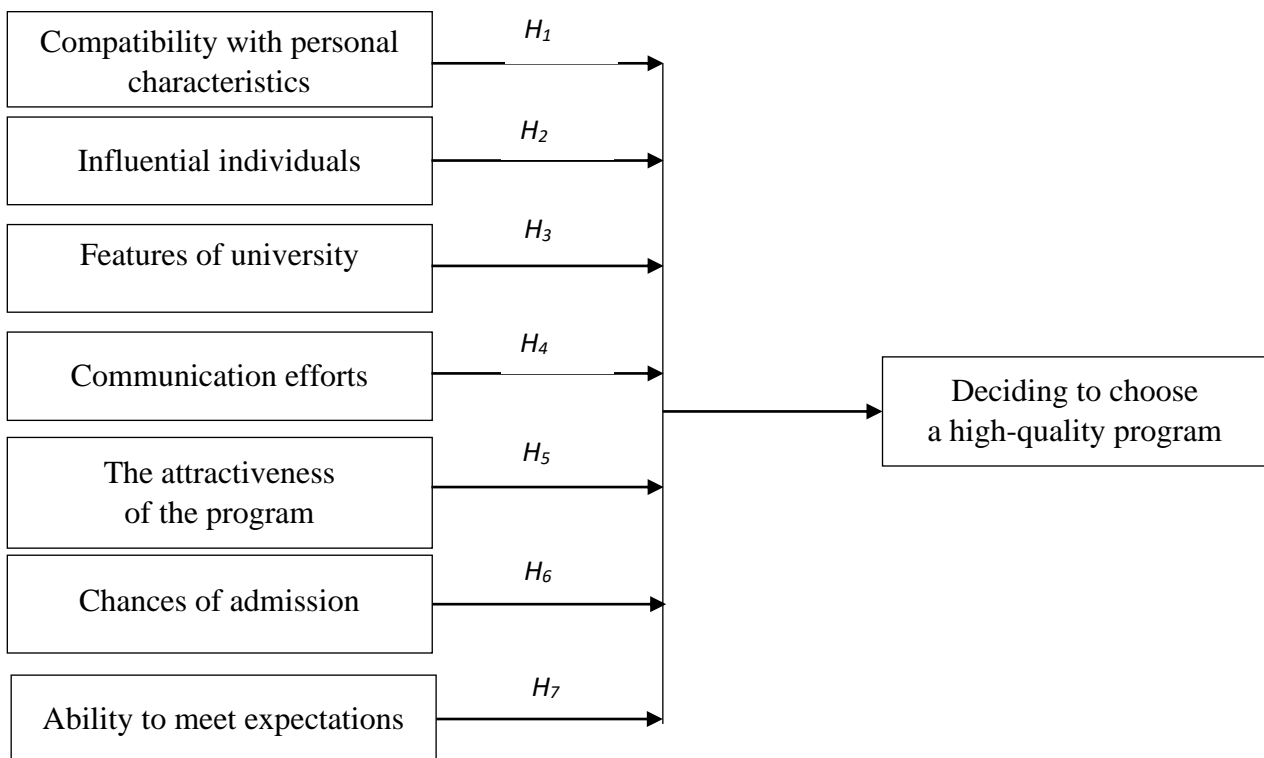 Compatibility with personal
characteristics
H₁
Influential individuals
H₂
Features of university
H₃
Communication efforts
H₄
The attractiveness
of the program
H₅
Chances of admission
H₆
Ability to meet expectations
H₇
Deciding to choose
a high-quality program